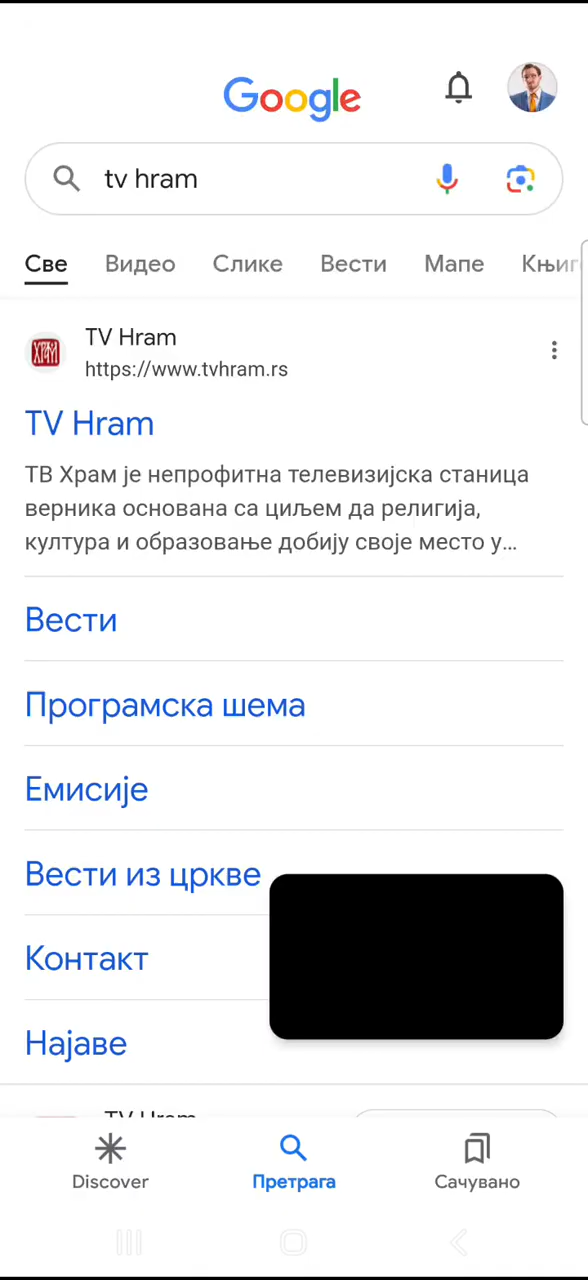 Google
tv hram
Све Видео Слике Вести Мапе
TV Hram
https://www.tvhram.rs
TV Hram
ТВ Храм је непрофитна телевизијска станица
верника основана са циљем да религија,
култура и образовање добију своје место у...
Вести
Програмска шема
Емисије
Вести из цркве
Контакт
Најаве
TV Hram
Discover Претрага Сачувано